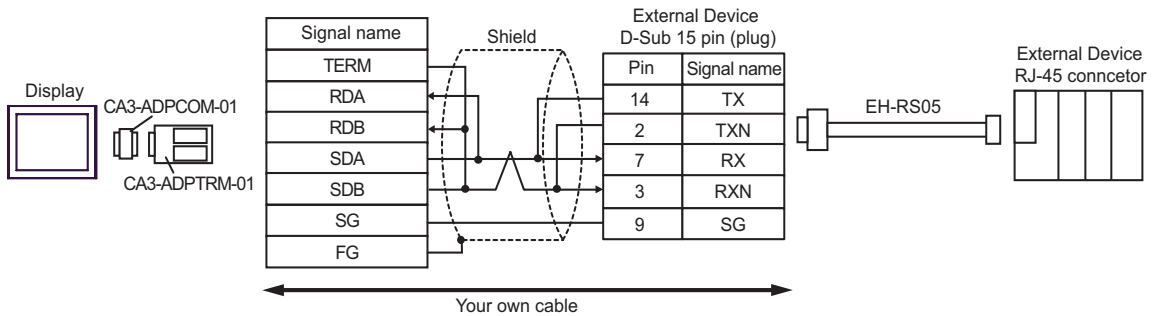 Display
CA3-ADPCOM-01
CA3-ADPTRM-01
Signal name
TERM
RDA
RDB
SDA
SDB
SG
FG
Shield
External Device
D-Sub 15 pin (plug)
Pin Signal name
14 TX
2 TXN
7 RX
3 RXN
9 SG
EH-RS05
External Device
RJ-45 conncetor
Your own cable